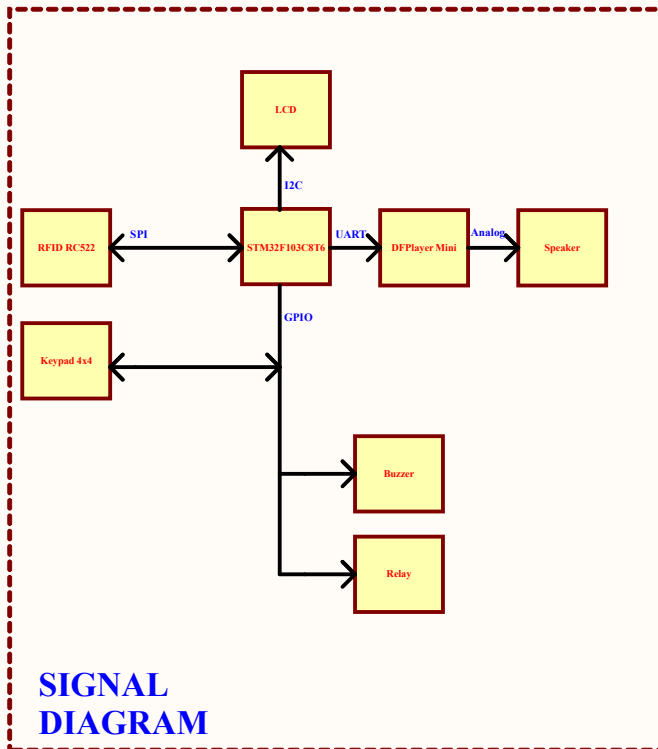 LCD
I2C
RFID RC522
SPI
STM32F103C8T6
UART
DFPlayer Mini
Analog
Speaker
GPIO
Keypad 4x4
Buzzer
Relay
SIGNAL
DIAGRAM